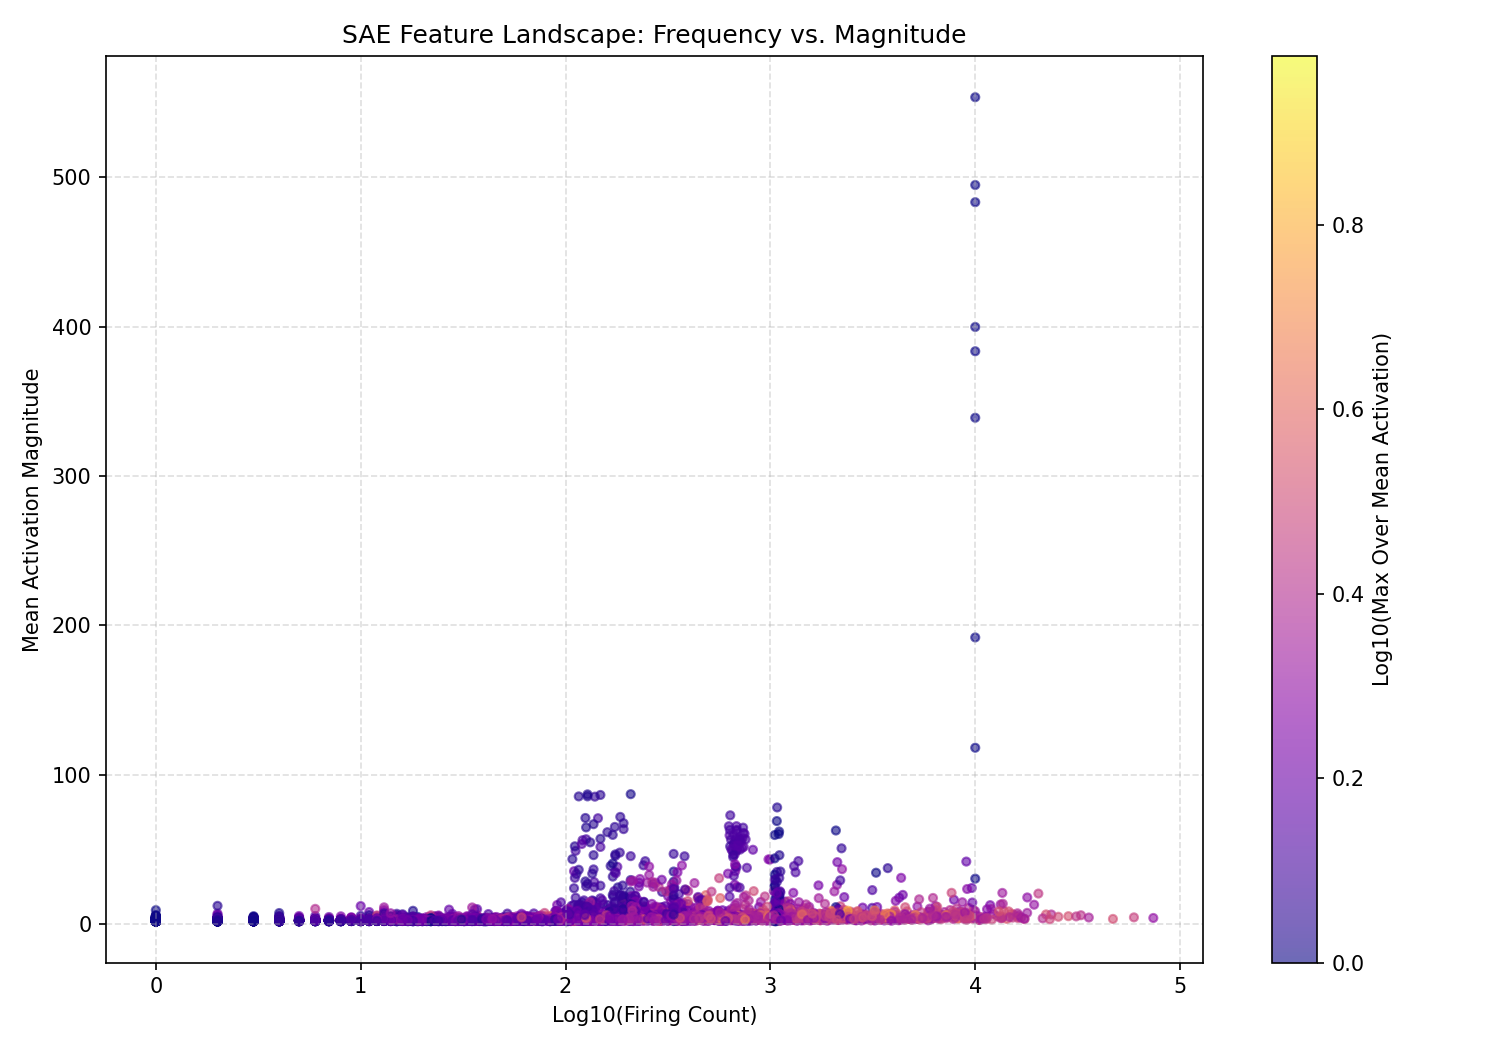 SAE Feature Landscape: Frequency vs. Magnitude
Mean Activation Magnitude
500
400
300
200
100
0
0 1 2 3 4 5
Log10(Firing Count)
0.8
0.6
0.4
0.2
0.0
Log10(Max Over Mean Activation)